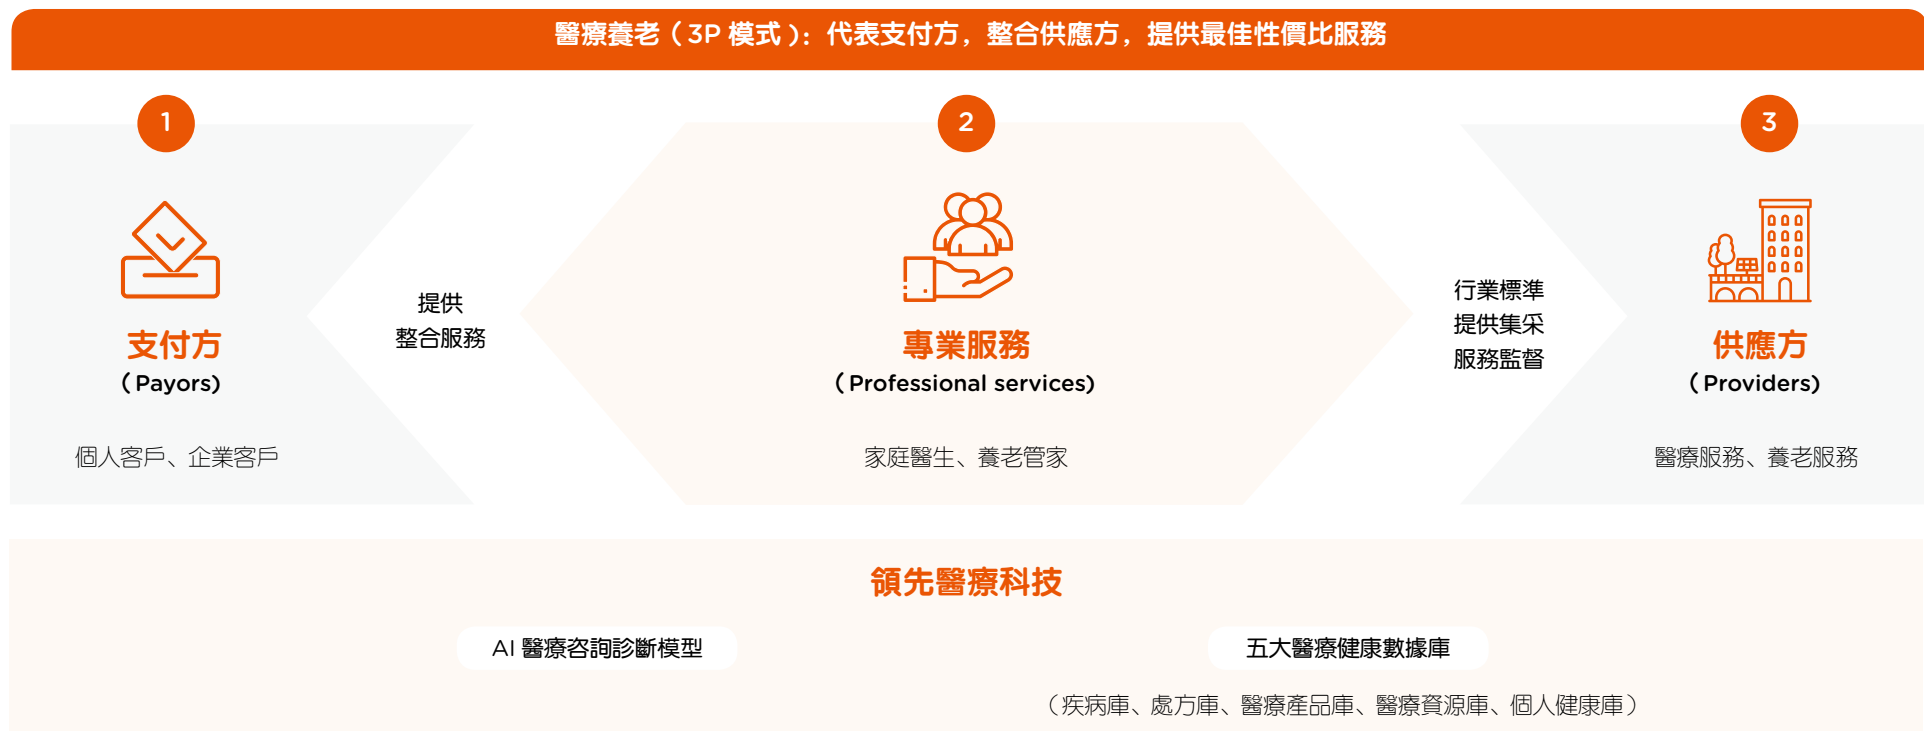 醫療養老（3P 模式）：代表支付方，整合供應方，提供最佳性價比服務
1
支付方
（Payors）
個人客戶、企業客戶
提供
整合服務
2
專業服務
（Professional services）
家庭醫生、養老管家
行業標準
提供集采
服務監督
3
供應方
（Providers）
醫療服務、養老服務
領先醫療科技
AI 醫療咨詢診斷模型
五大醫療健康數據庫
（疾病庫、處方庫、醫療產品庫、醫療資源庫、個人健康庫）